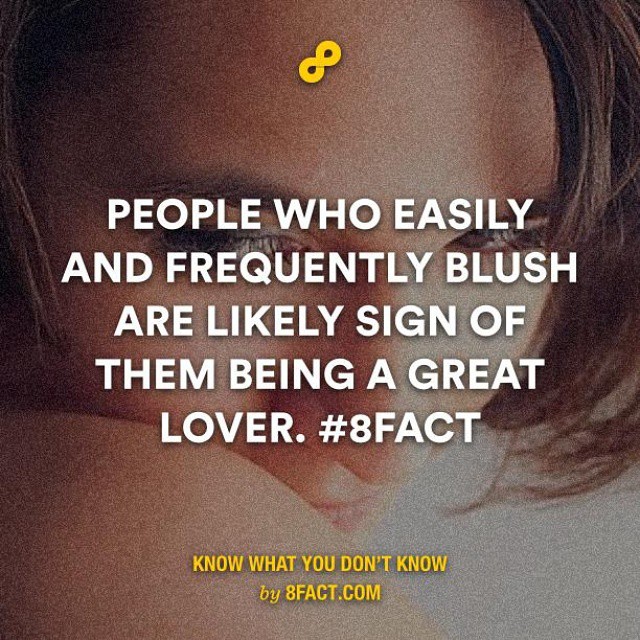 PEOPLE WHO EASILY
AND FREQUENTLY BLUSH
ARE LIKELY SIGN OF
THEM BEING A GREAT
LOVER. #8FACT
KNOW WHAT YOU DON'T KNOW
by 8FACT.COM